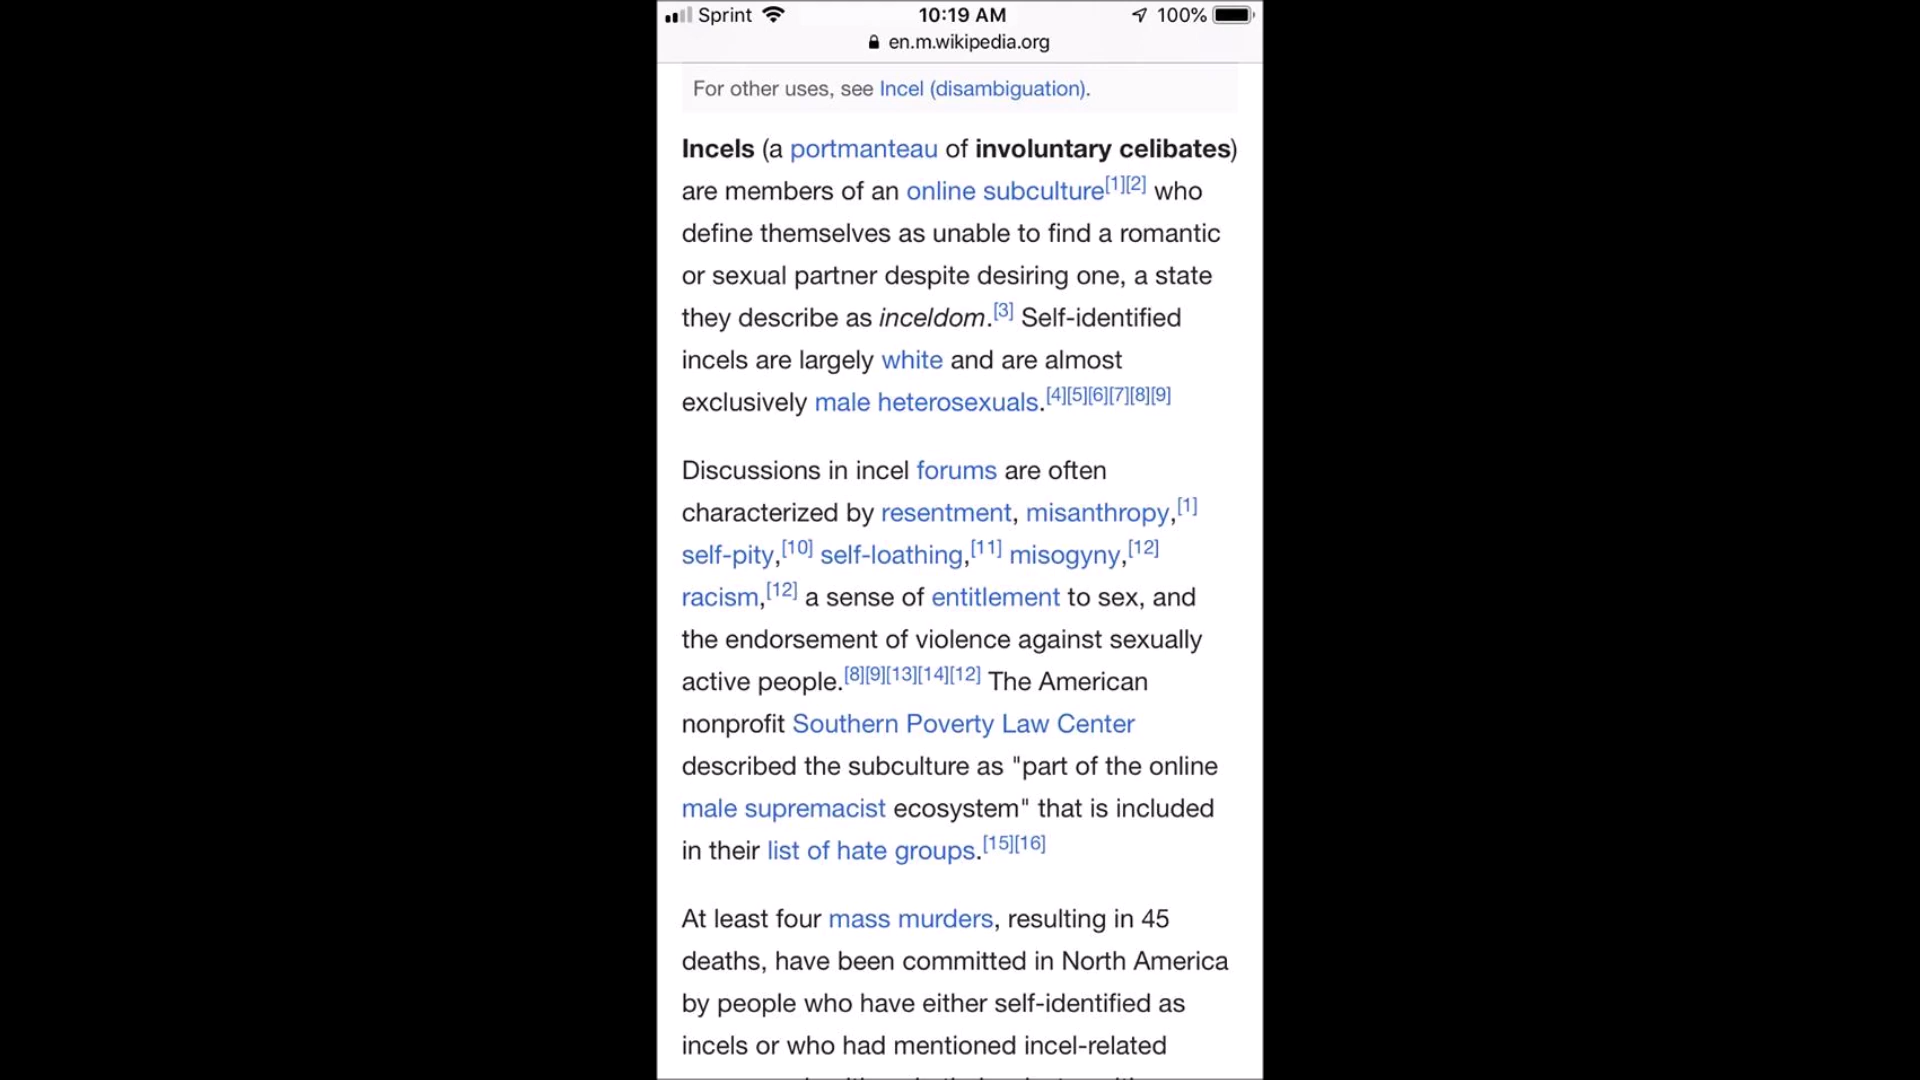 Sprint 10:19 AM 100%
en.m.wikipedia.org
For other uses, see Incel (disambiguation).
Incels (a portmanteau of involuntary celibates)
are members of an online subculture[1][2] who
define themselves as unable to find a romantic
or sexual partner despite desiring one, a state
they describe as inceldom.[3] Self-identified
incels are largely white and are almost
exclusively male heterosexuals.[4][5][6][7][8][9]
Discussions in incel forums are often
characterized by resentment, misanthropy,[1]
self-pity,[10] self-loathing,[11] misogyny,[12]
racism,[12] a sense of entitlement to sex, and
the endorsement of violence against sexually
active people.[8][9][13][14][12] The American
nonprofit Southern Poverty Law Center
described the subculture as "part of the online
male supremacist ecosystem" that is included
in their list of hate groups.[15][16]
At least four mass murders, resulting in 45
deaths, have been committed in North America
by people who have either self-identified as
incels or who had mentioned incel-related